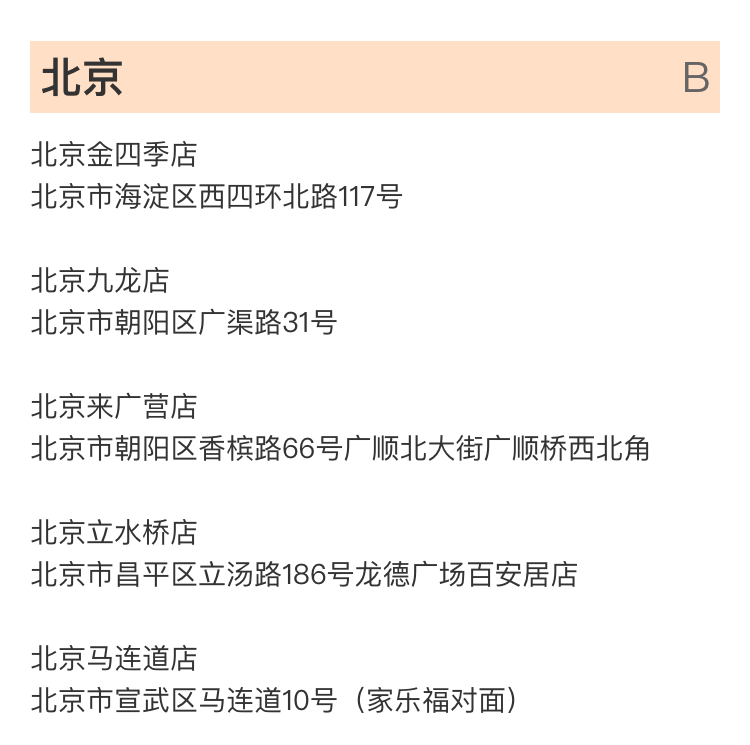 北京 B
北京金四季店
北京市海淀区西四环北路117号
北京九龙店
北京市朝阳区广渠路31号
北京来广营店
北京市朝阳区香槟路66号广顺北大街广顺桥西北角
北京立水桥店
北京市昌平区立汤路186号龙德广场百安居店
北京马连道店
北京市宣武区马连道10号（家乐福对面）